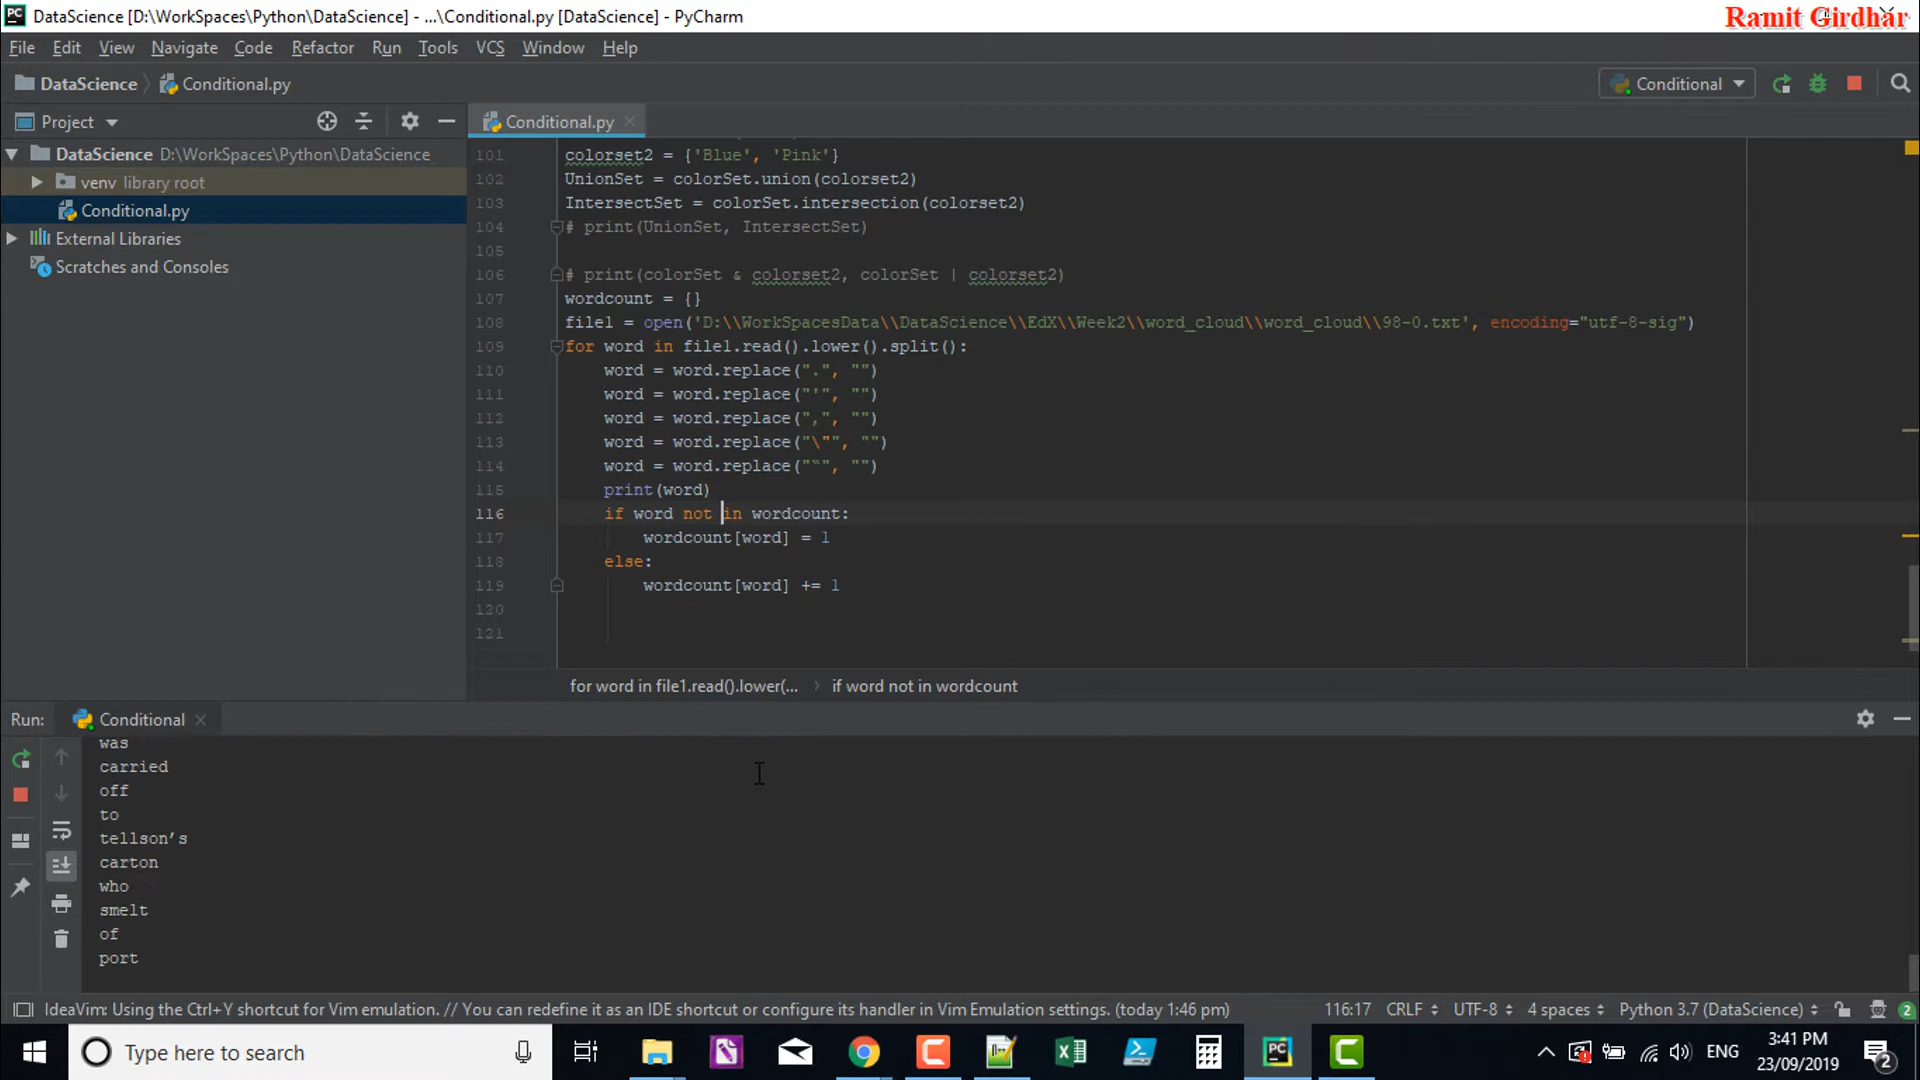 DataScience [D:\WorkSpaces\Python\DataScience] - ...\Conditional.py [DataScience] - PyCharm
Ramit Girdhar
File Edit View Navigate Code Refactor Run Tools VCS Window Help
DataScience Conditional.py Conditional
Project Conditional.py
DataScience D:\WorkSpaces\Python\DataScience
venv library root
Conditional.py
External Libraries
Scratches and Consoles
101 colorset2 = {'Blue', 'Pink'}
102 UnionSet = colorSet.union(colorset2)
103 IntersectSet = colorSet.intersection(colorset2)
104 # print(UnionSet, IntersectSet)
105
106 # print(colorSet & colorset2, colorSet | colorset2)
107 wordcount = {}
108 file1 = open('D:\\WorkSpacesData\\DataScience\\EdX\\Week2\\word_cloud\\word_cloud\\98-0.txt', encoding="utf-8-sig")
109 for word in file1.read().lower().split():
110 word = word.replace(".", "")
111 word = word.replace("'", "")
112 word = word.replace(",", "")
113 word = word.replace("\"", "")
114 word = word.replace("“", "")
115 print(word)
116 if word not in wordcount:
117 wordcount[word] = 1
118 else:
119 wordcount[word] += 1
120
121
for word in file1.read().lower(... if word not in wordcount
Run: Conditional
was
carried
off
to
tellson’s
carton
who
smelt
of
port
IdeaVim: Using the Ctrl+Y shortcut for Vim emulation. // You can redefine it as an IDE shortcut or configure its handler in Vim Emulation settings. (today 1:46 pm) 116:17 CRLF UTF-8 4 spaces Python 3.7 (DataScience) 2
Type here to search
ENG
3:41 PM
23/09/2019
2